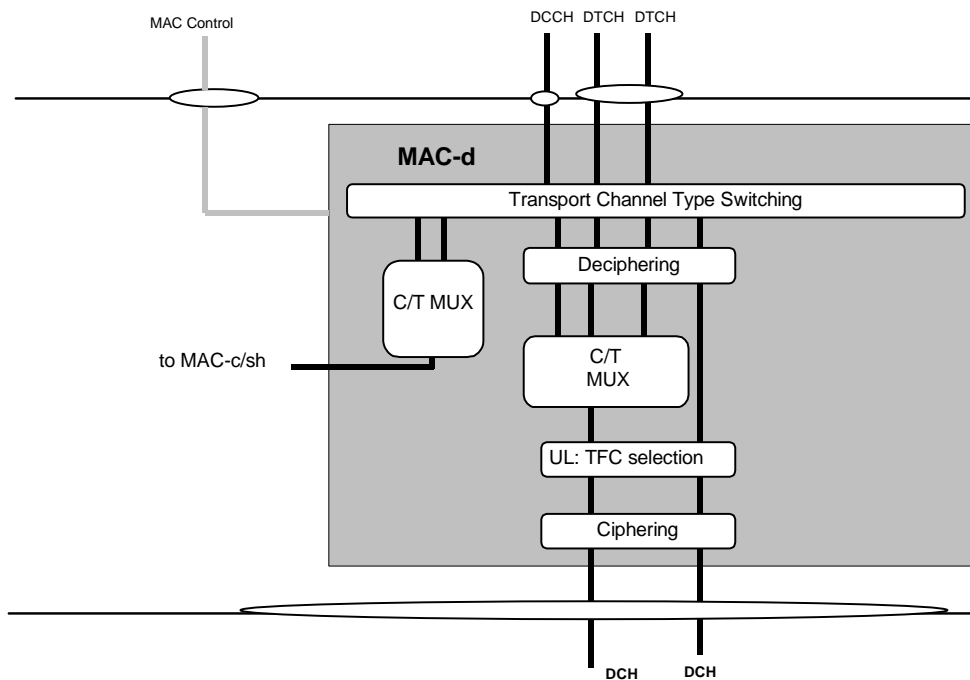 MAC Control
DCCH DTCH DTCH
MAC-d
Transport Channel Type Switching
Deciphering
C/T MUX
to MAC-c/sh
C/T
MUX
UL: TFC selection
Ciphering
DCH
DCH